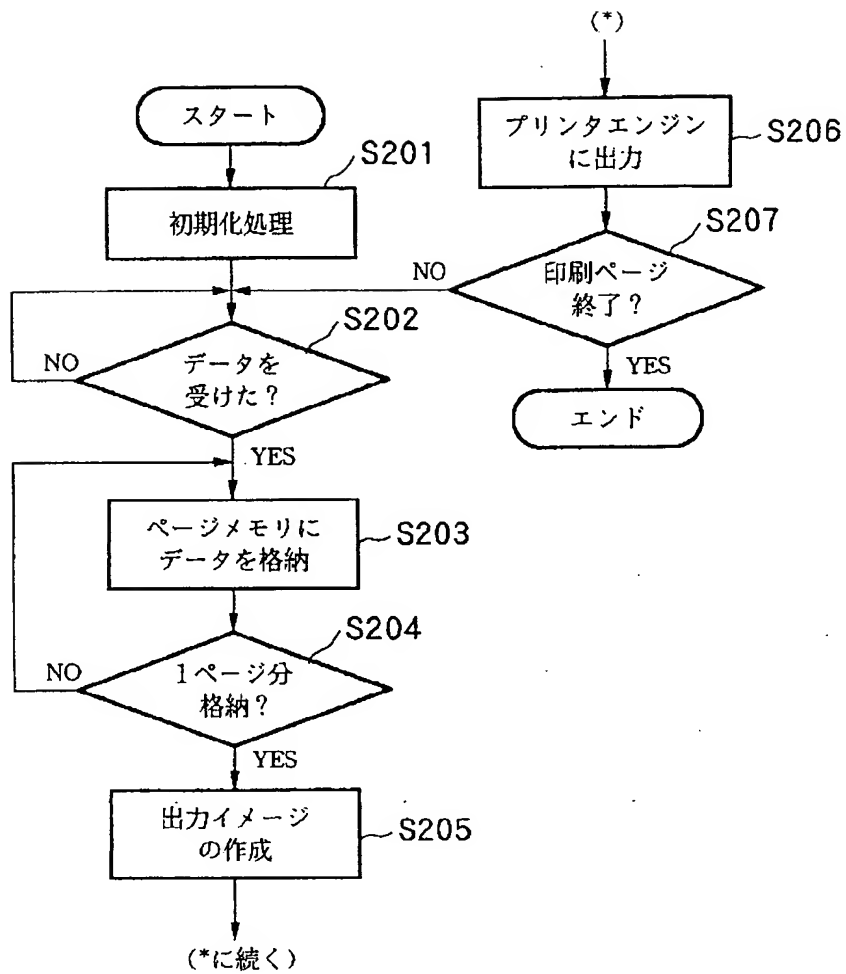 スタート
S201
初期化処理
S202
データを
受けた？
NO
YES
ページメモリに
データを格納
S203
S204
1ページ分
格納？
NO
YES
出力イメージ
の作成
S205
(*に続く)
(*)
プリンタエンジン
に出力
S206
S207
印刷ページ
終了？
NO
YES
エンド